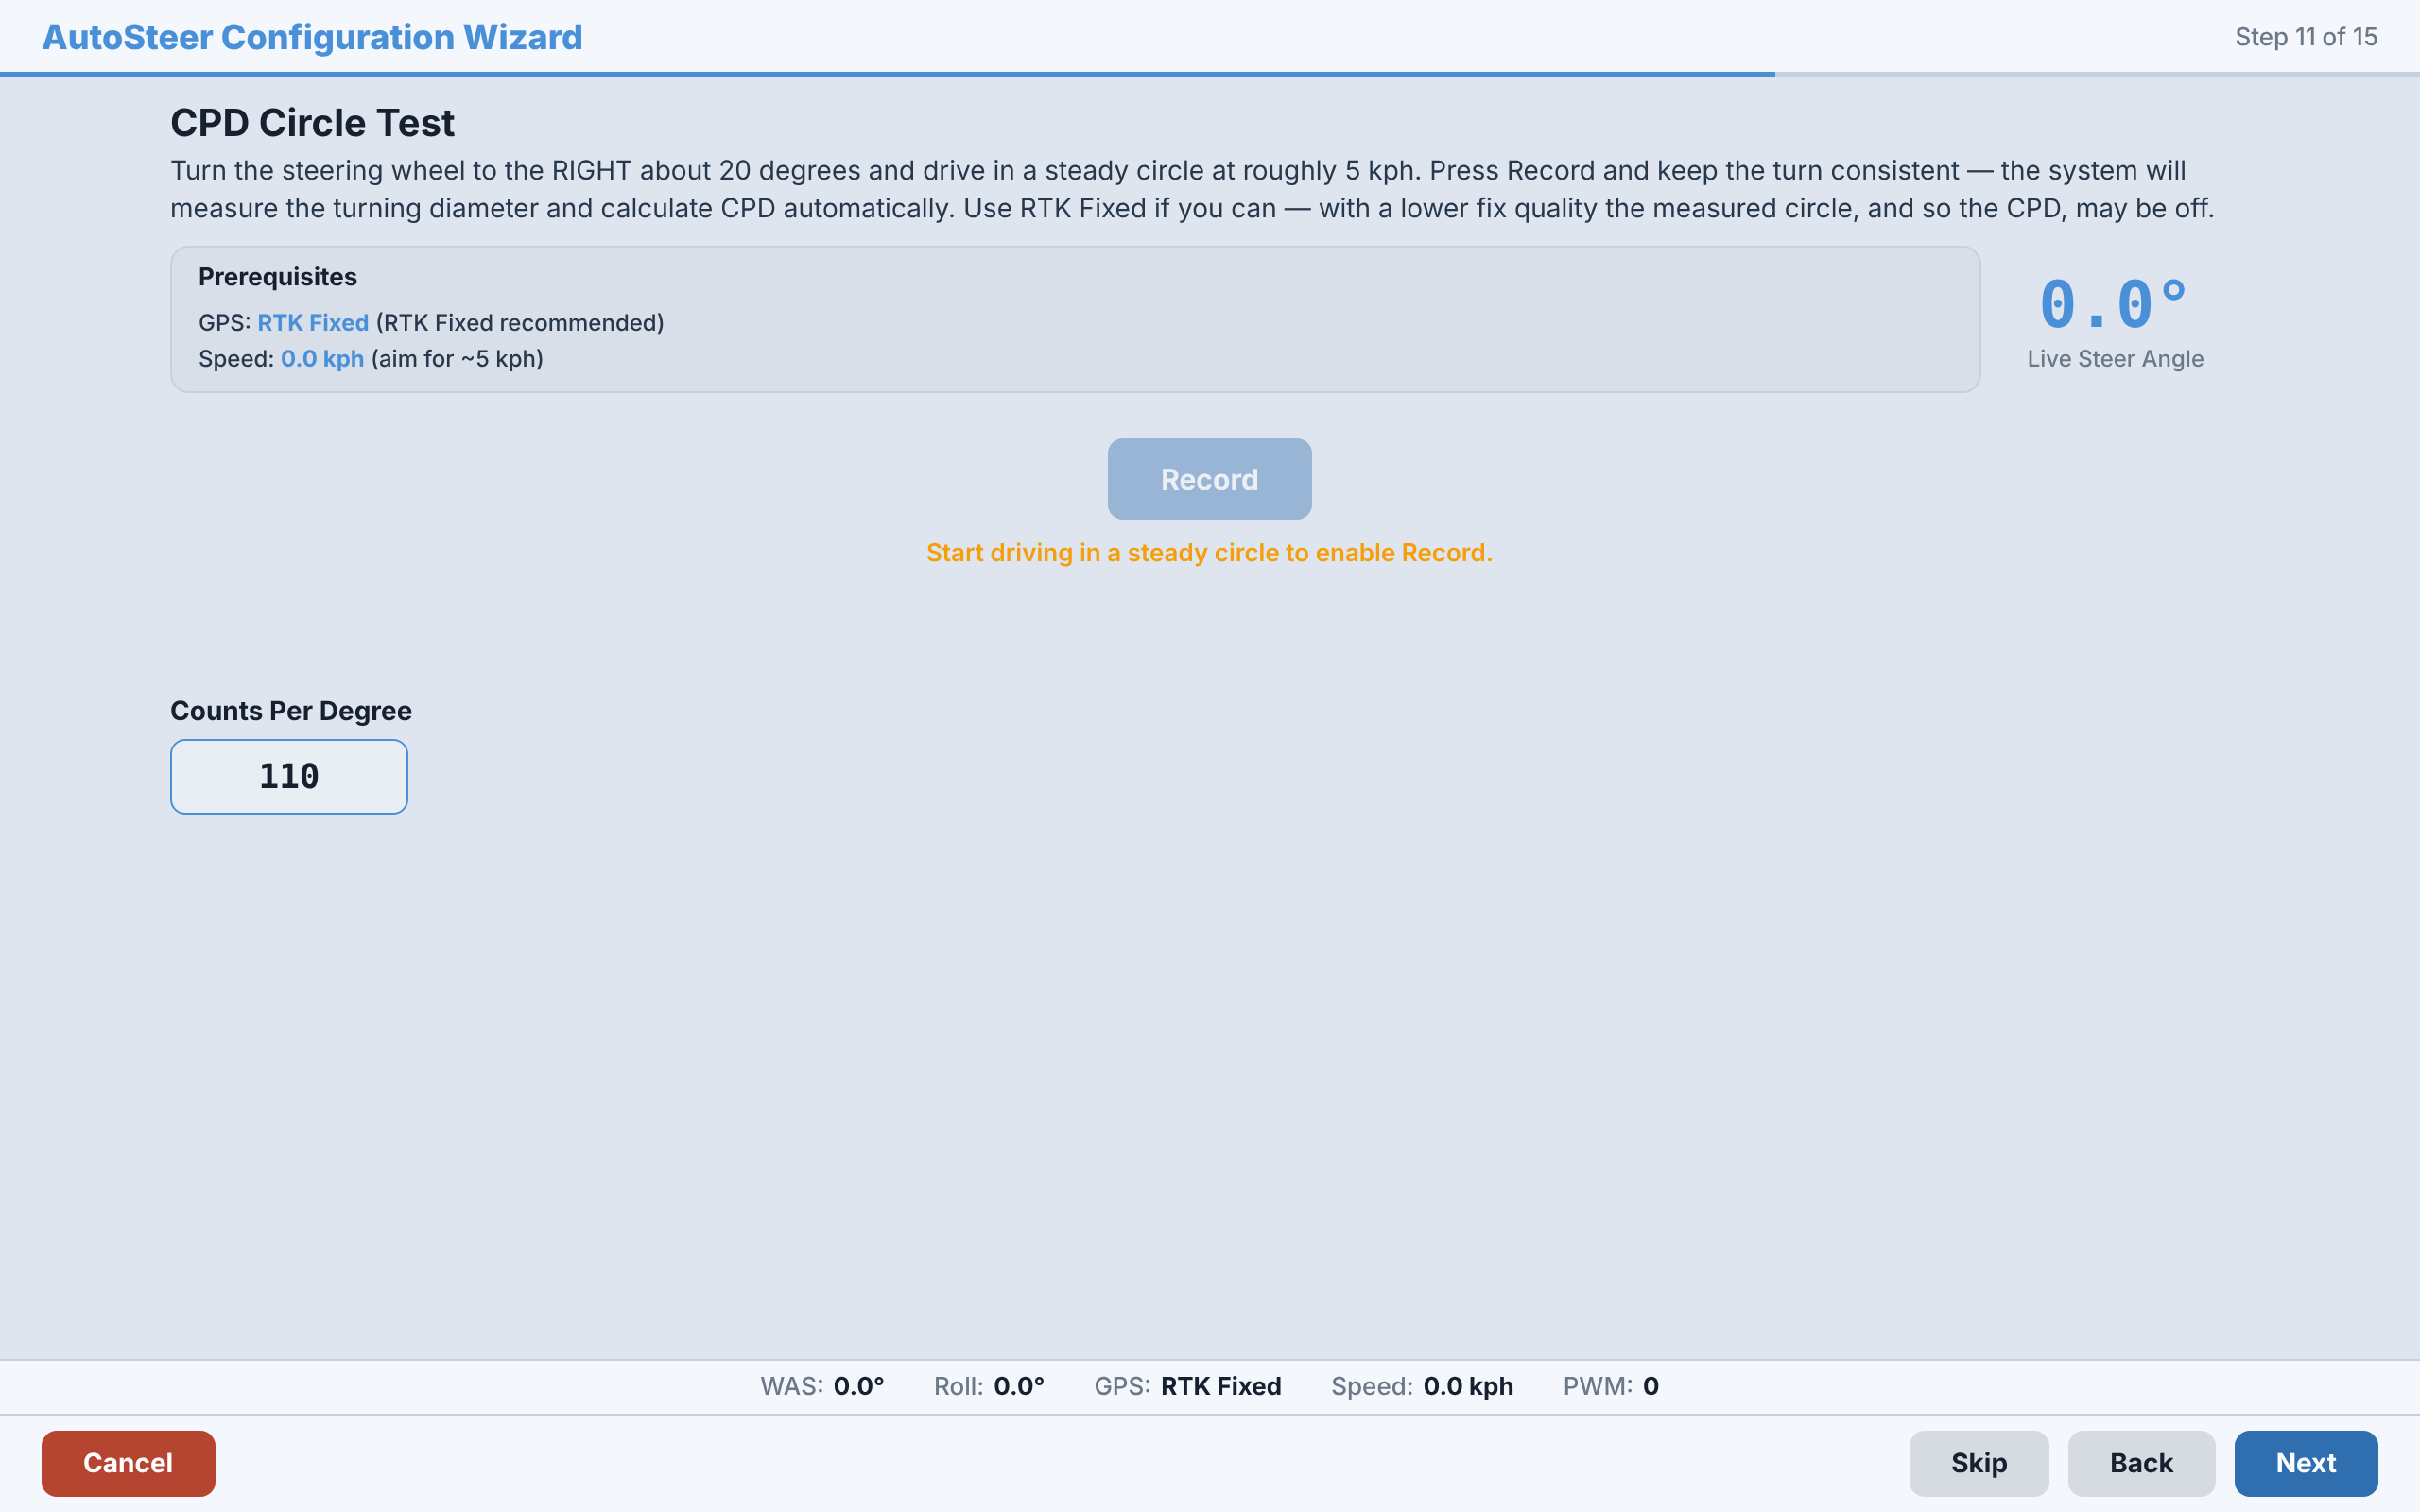 AutoSteer Configuration Wizard
Step 11 of 15
CPD Circle Test
Turn the steering wheel to the RIGHT about 20 degrees and drive in a steady circle at roughly 5 kph. Press Record and keep the turn consistent — the system will
measure the turning diameter and calculate CPD automatically. Use RTK Fixed if you can — with a lower fix quality the measured circle, and so the CPD, may be off.
Prerequisites
GPS: RTK Fixed (RTK Fixed recommended)
Speed: 0.0 kph (aim for ~5 kph)
0.0°
Live Steer Angle
Record
Start driving in a steady circle to enable Record.
Counts Per Degree
110
WAS: 0.0° Roll: 0.0° GPS: RTK Fixed Speed: 0.0 kph PWM: 0
Cancel Skip Back Next